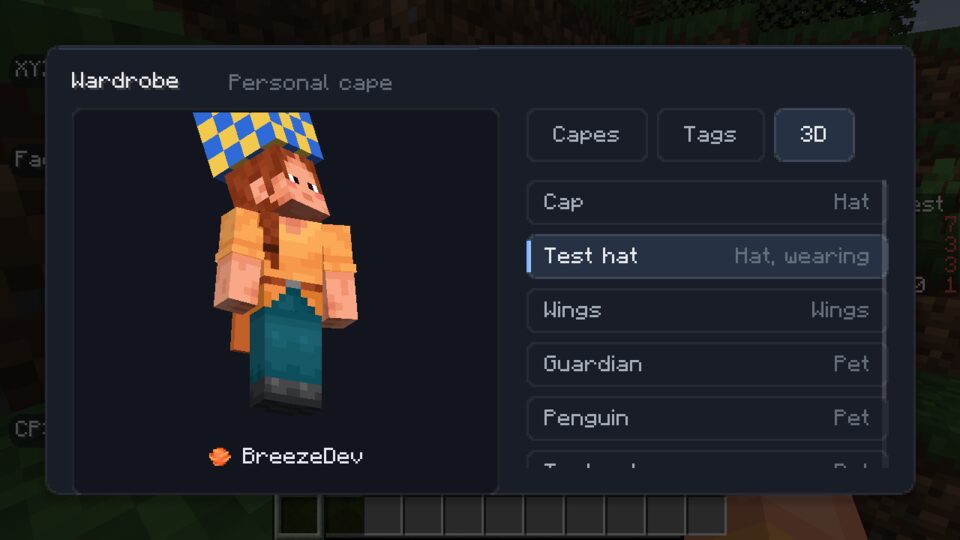 Wardrobe
Personal cape
Capes
Tags
3D
Cap
Hat
Test hat
Hat, wearing
Wings
Wings
Guardian
Pet
Penguin
Pet
BreezeDev